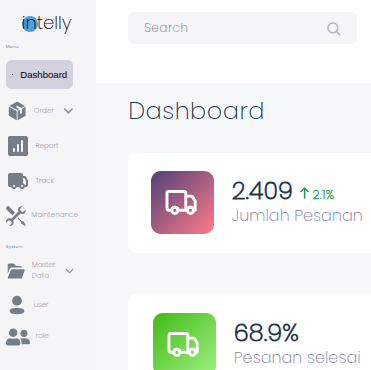 intelly
Menu
Dashboard
Order
Report
Track
Maintenance
System
Master
Data
user
role
Search
Dashboard
2.409 2.1%
Jumlah Pesanan
68.9%
Pesanan selesai